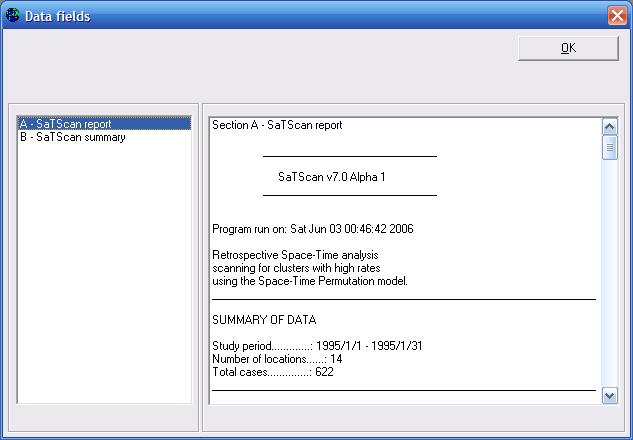 Data fields
OK
A - SaTScan report
B - SaTScan summary
Section A - SaTScan report
SaTScan v7.0 Alpha 1
Program run on: Sat Jun 03 00:46:42 2006
Retrospective Space-Time analysis
scanning for clusters with high rates
using the Space-Time Permutation model.
SUMMARY OF DATA
Study period.............: 1995/1/1 - 1995/1/31
Number of locations......: 14
Total cases..............: 622